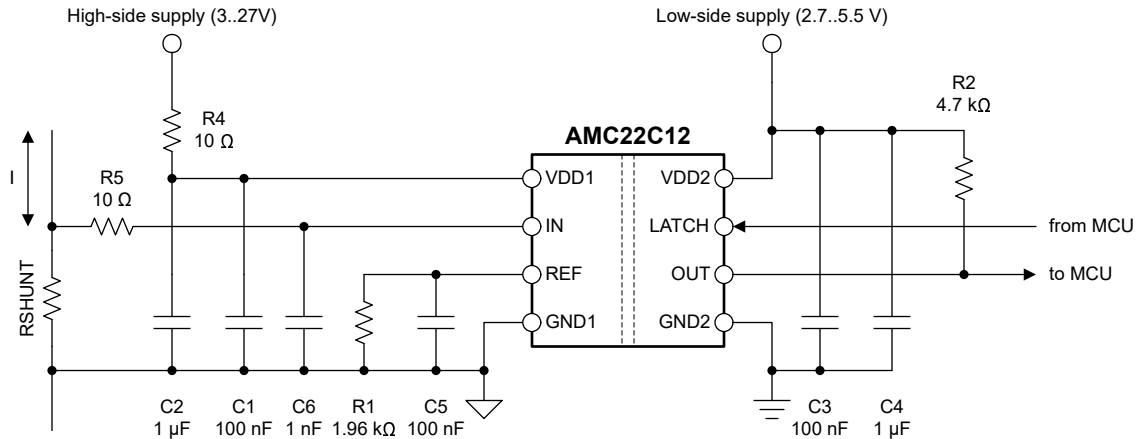 High-side supply (3..27V)
Low-side supply (2.7..5.5 V)
R4
10 Ω
R2
4.7 kΩ
AMC22C12
I
R5
10 Ω
VDD1
VDD2
IN
LATCH
from MCU
REF
OUT
to MCU
RSHUNT
GND1
GND2
C2
1 µF
C1
100 nF
C6
1 nF
R1
1.96 kΩ
C5
100 nF
C3
100 nF
C4
1 µF